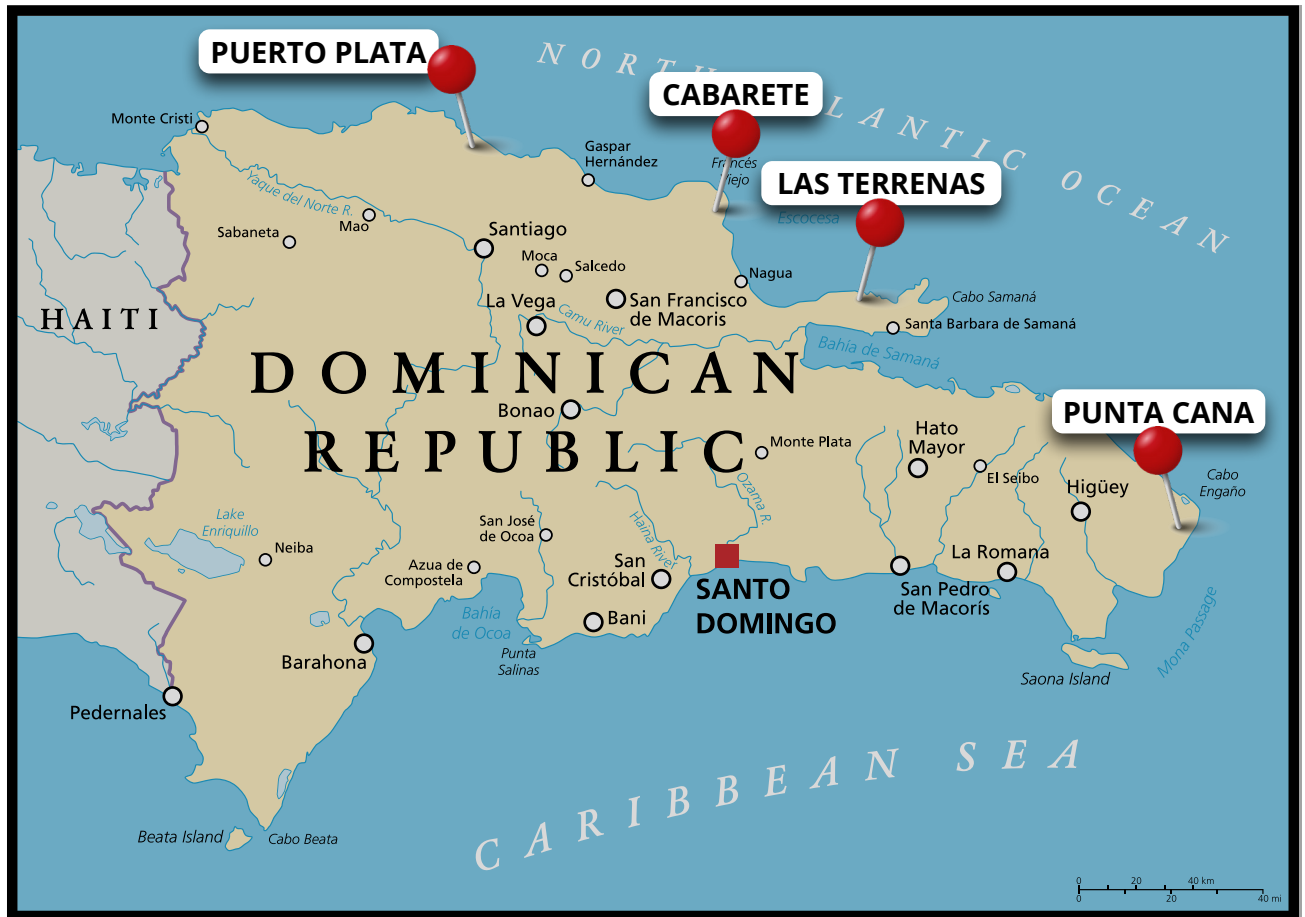 PUERTO PLATA
NORTH ATLANTIC OCEAN
CABARETE
Monte Cristi
Gaspar
Hernández
Francés
Viejo
LAS TERRENAS
Escocesa
Yaque del Norte R.
Mao
Sabaneta
Santiago
Moca
Salcedo
Nagua
La Vega
San Francisco
de Macoris
Camu River
Cabo Samaná
Santa Barbara de Samaná
Bahía de Samaná
HAITI
DOMINICAN
REPUBLIC
Bonao
PUNTA CANA
Monte Plata
Hato
Mayor
El Seibo
Higüey
Cabo
Engaño
Ozama R.
Haina River
Lake
Enriquillo
Neiba
San José
de Ocoa
Azua de
Compostela
San
Cristóbal
SANTO
DOMINGO
La Romana
San Pedro
de Macorís
Bani
Bahía
de Ocoa
Punta
Salinas
Barahona
Pedernales
Saona Island
Mona Passage
CARIBBEAN SEA
Beata Island
Cabo Beata
0 20 40 km
0 20 40 mi